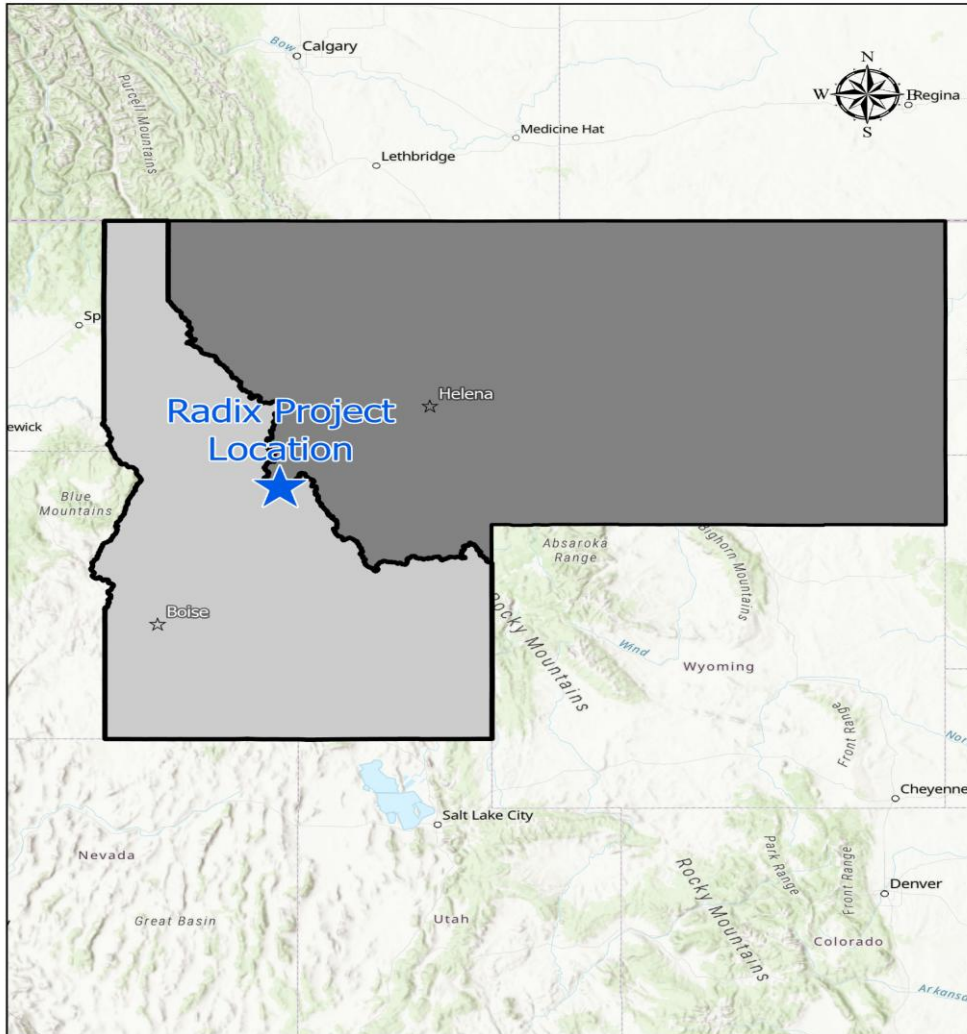 Bow
Calgary
Purcell Mountains
N
W
E
S
Regina
Medicine Hat
Lethbridge
Sp
Helena
Radix Project
Location
ewick
Blue
Mountains
Absaroka
Range
Bighorn Mountains
Boise
Rocky Mountains
Wind
Wyoming
Front Range
Nor
Cheyenne
Salt Lake City
Nevada
Park Range
Front Range
Rocky Mountains
Denver
Great Basin
Utah
Colorado
Arkansa